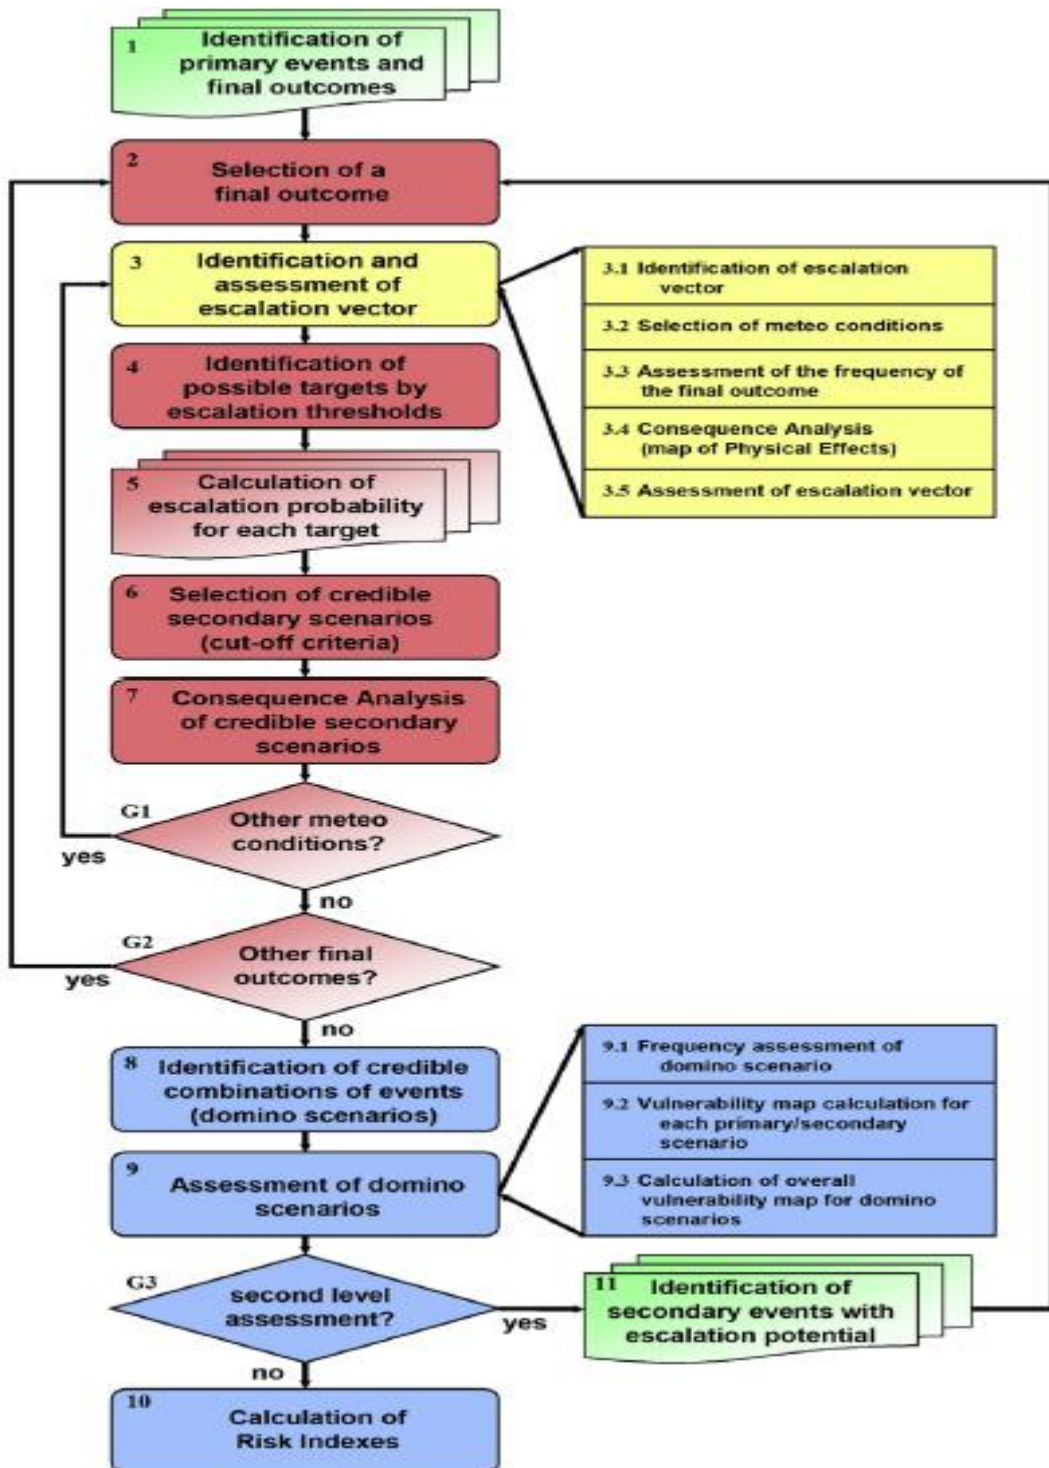 1
Identification of
primary events and
final outcomes
2
Selection of a
final outcome
3
Identification and
assessment of
escalation vector
3.1 Identification of escalation
vector
3.2 Selection of meteo conditions
3.3 Assessment of the frequency of
the final outcome
3.4 Consequence Analysis
(map of Physical Effects)
3.5 Assessment of escalation vector
4
Identification of
possible targets by
escalation thresholds
5
Calculation of
escalation probability
for each target
6
Selection of credible
secondary scenarios
(cut-off criteria)
7
Consequence Analysis
of credible secondary
scenarios
G1
Other meteo
conditions?
yes
no
G2
Other final
outcomes?
yes
no
8
Identification of credible
combinations of events
(domino scenarios)
9
Assessment of domino
scenarios
9.1 Frequency assessment of
domino scenario
9.2 Vulnerability map calculation for
each primary/secondary
scenario
9.3 Calculation of overall
vulnerability map for domino
scenarios
G3
second level
assessment?
yes
no
11
Identification of
secondary events with
escalation potential
10
Calculation of
Risk Indexes